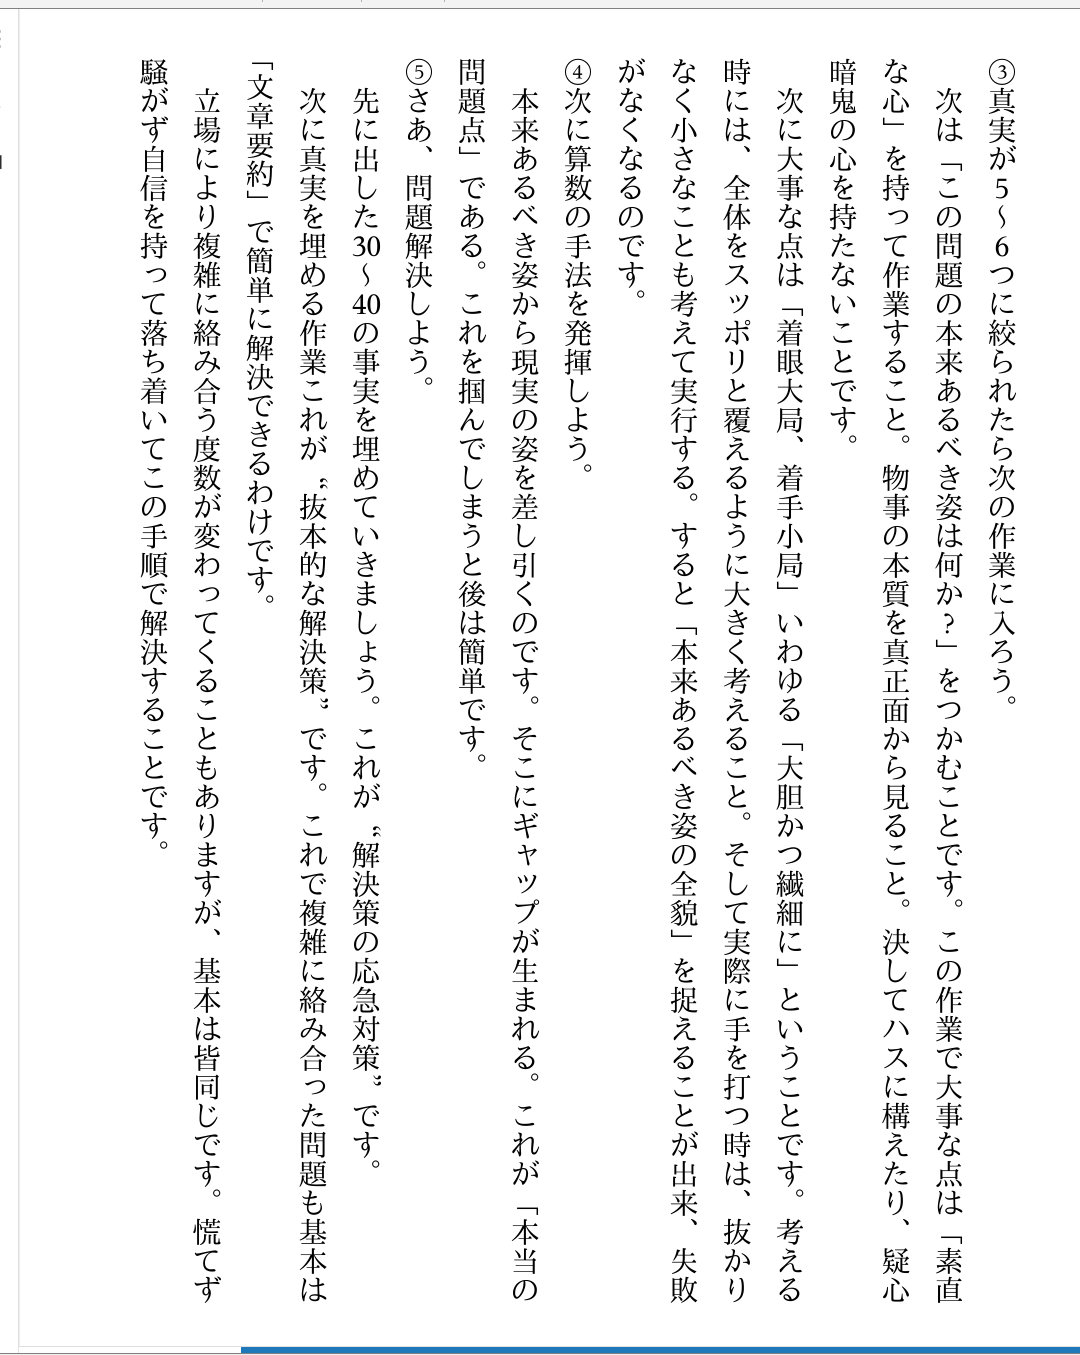 ③真実が5～6つに絞られたら次の作業に入ろう。
次は「この問題の本来あるべき姿は何か？」をつかむことです。この作業で大事な点は「素直
な心」を持って作業すること。物事の本質を真正面から見ること。決してハスに構えたり、疑心
暗鬼の心を持たないことです。
次に大事な点は「着眼大局、着手小局」いわゆる「大胆かつ繊細に」ということです。考える
時には、全体をスッポリと覆えるように大きく考えること。そして実際に手を打つ時は、抜かり
なく小さなことも考えて実行する。すると「本来あるべき姿の全貌」を捉えることが出来、失敗
がなくなるのです。
④次に算数の手法を発揮しよう。
本来あるべき姿から現実の姿を差し引くのです。そこにギャップが生まれる。これが「本当の
問題点」である。これを掴んでしまうと後は簡単です。
⑤さあ、問題解決しよう。
先に出した30～40の事実を埋めていきましょう。これが“解決策の応急対策”です。
次に真実を埋める作業これが“抜本的な解決策”です。これで複雑に絡み合った問題も基本は
「文章要約」で簡単に解決できるわけです。
立場により複雑に絡み合う度数が変わってくることもありますが、基本は皆同じです。慌てず
騒がず自信を持って落ち着いてこの手順で解決することです。